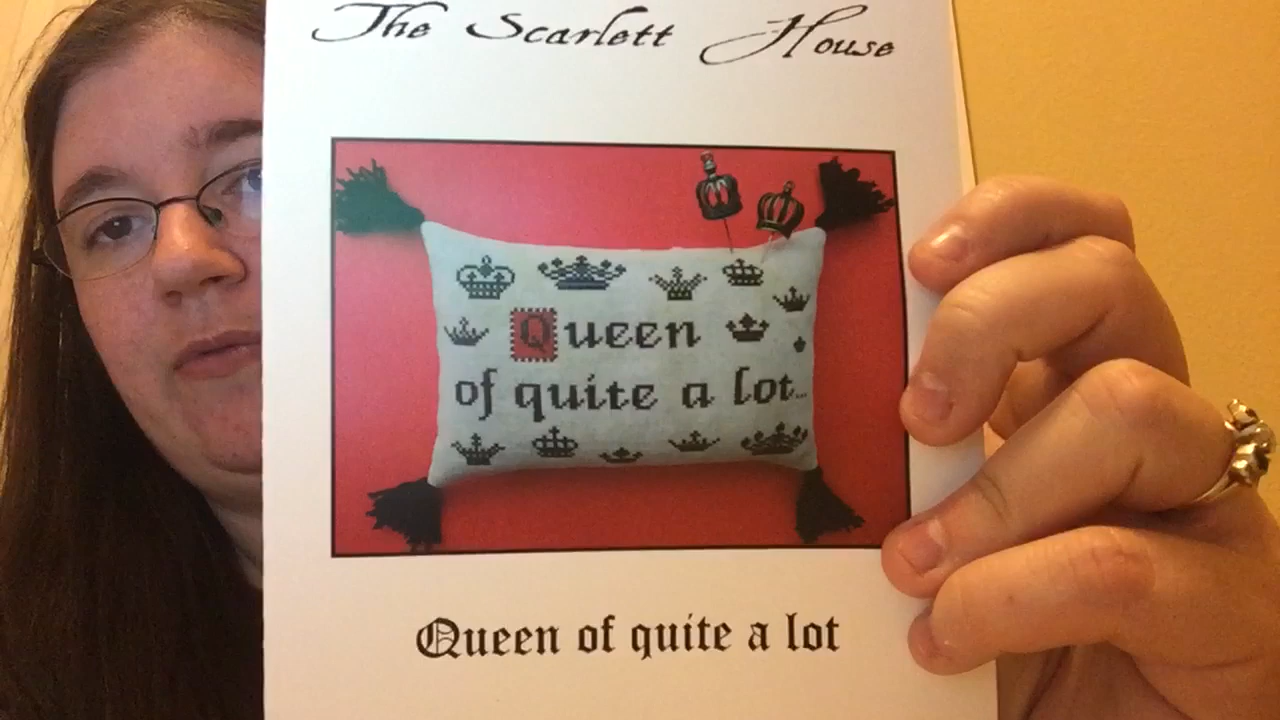 The Scarlett House
Queen
of quite a lot...
Queen of quite a lot